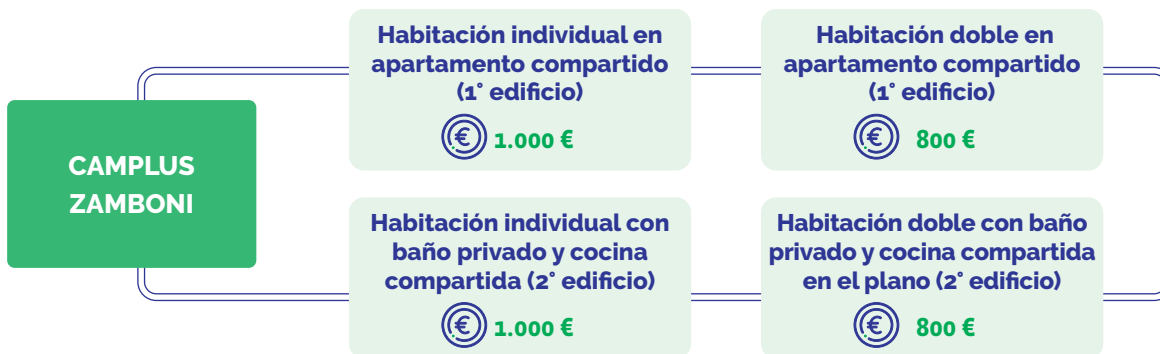 CAMPLUS
ZAMBONI
Habitación individual en
apartamento compartido
(1° edificio)
€ 1.000 €
Habitación doble en
apartamento compartido
(1° edificio)
€ 800 €
Habitación individual con
baño privado y cocina
compartida (2° edificio)
€ 1.000 €
Habitación doble con baño
privado y cocina compartida
en el plano (2° edificio)
€ 800 €